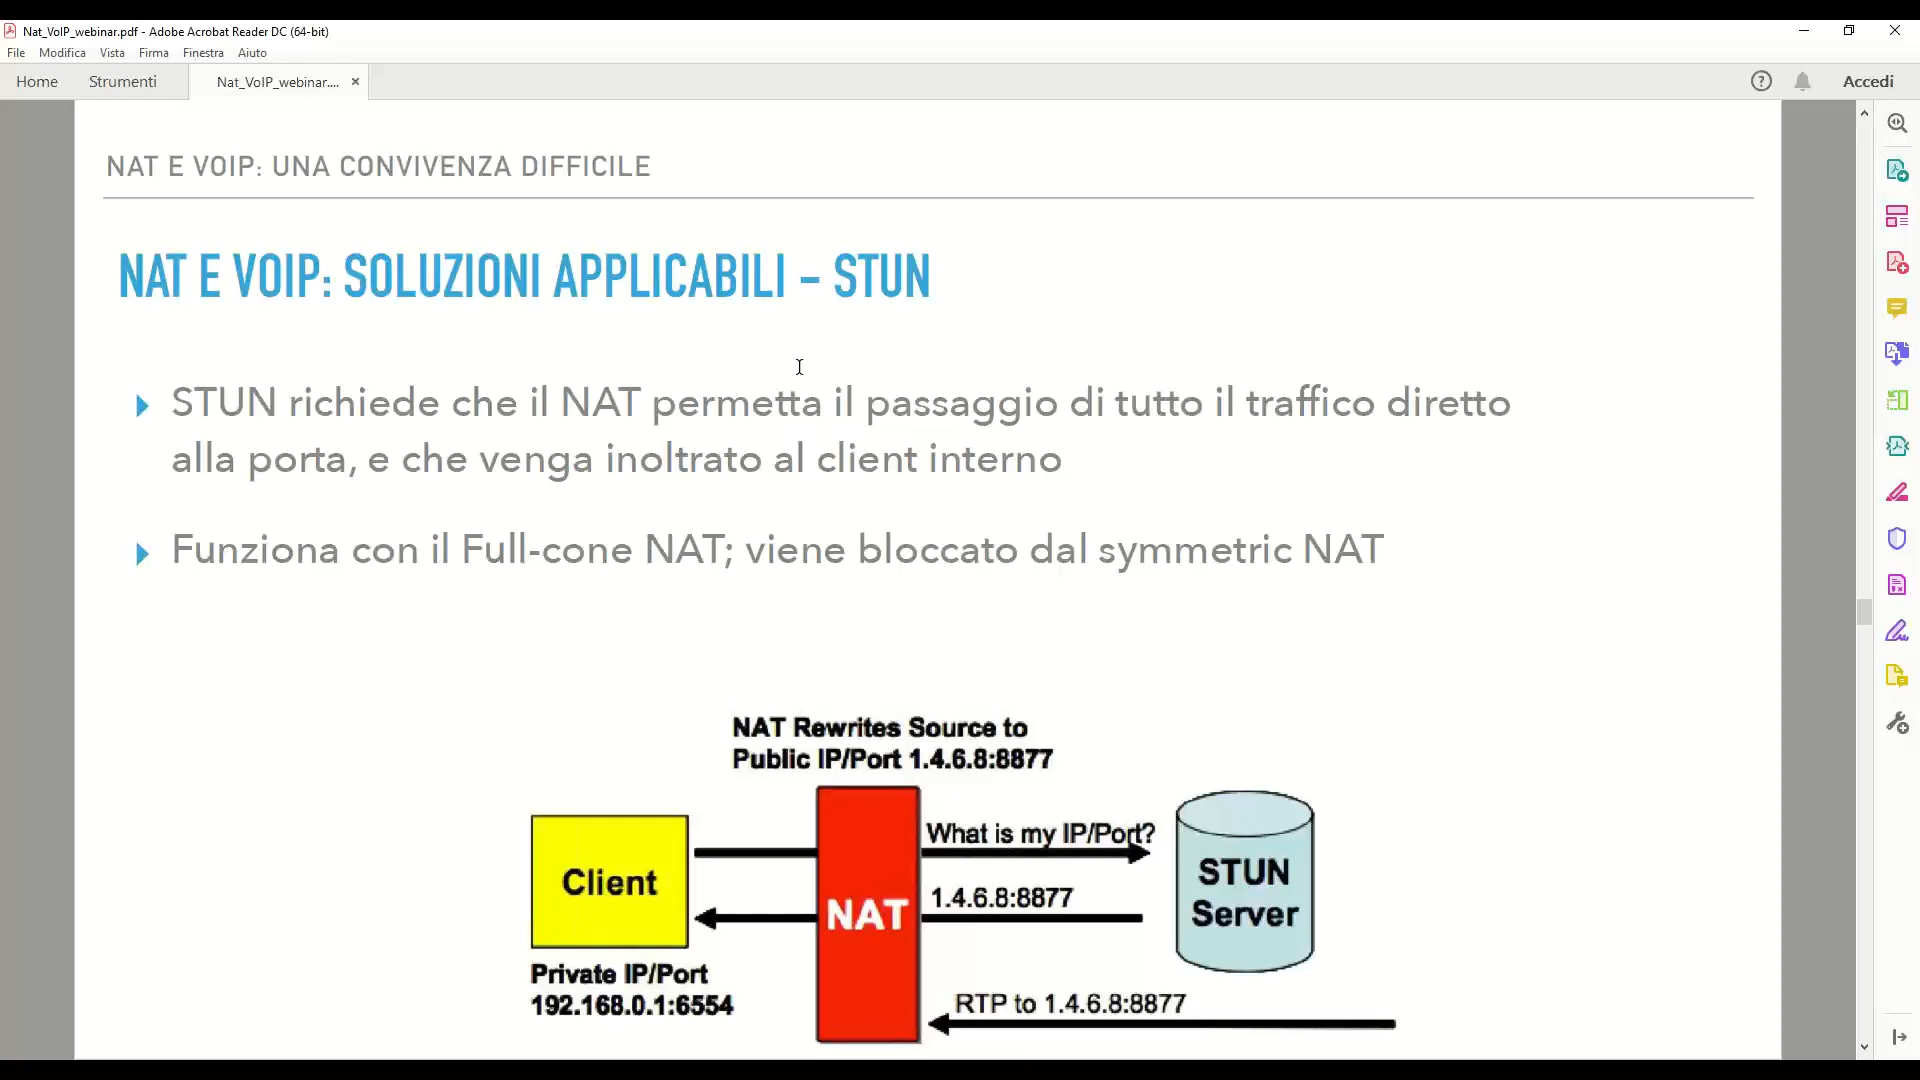 Nat_VoIP_webinar.pdf - Adobe Acrobat Reader DC (64-bit)
File Modifica Vista Firma Finestra Aiuto
Home Strumenti Nat_VoIP_webinar.... × ? Accedi
NAT E VOIP: UNA CONVIVENZA DIFFICILE
NAT E VOIP: SOLUZIONI APPLICABILI – STUN
STUN richiede che il NAT permetta il passaggio di tutto il traffico diretto
alla porta, e che venga inoltrato al client interno
Funziona con il Full-cone NAT; viene bloccato dal symmetric NAT
NAT Rewrites Source to
Public IP/Port 1.4.6.8:8877
What is my IP/Port?
Client
STUN
Server
1.4.6.8:8877
NAT
Private IP/Port
192.168.0.1:6554
RTP to 1.4.6.8:8877